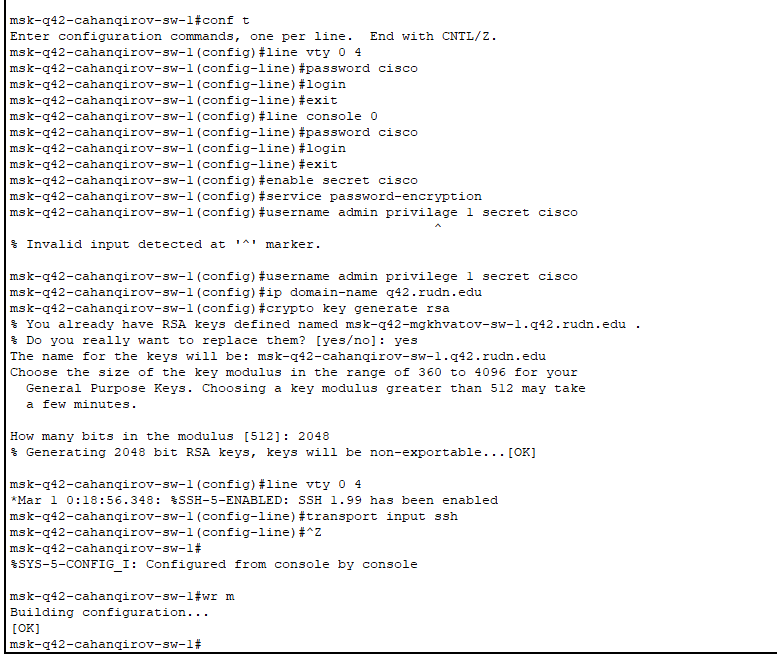 msk-q42-cahanqirov-sw-1#conf t
Enter configuration commands, one per line.  End with CNTL/Z.
msk-q42-cahanqirov-sw-1(config)#line vty 0 4
msk-q42-cahanqirov-sw-1(config-line)#password cisco
msk-q42-cahanqirov-sw-1(config-line)#login
msk-q42-cahanqirov-sw-1(config-line)#exit
msk-q42-cahanqirov-sw-1(config)#line console 0
msk-q42-cahanqirov-sw-1(config-line)#password cisco
msk-q42-cahanqirov-sw-1(config-line)#login
msk-q42-cahanqirov-sw-1(config-line)#exit
msk-q42-cahanqirov-sw-1(config)#enable secret cisco
msk-q42-cahanqirov-sw-1(config)#service password-encryption
msk-q42-cahanqirov-sw-1(config)#username admin privilage 1 secret cisco
^
% Invalid input detected at '^' marker.
msk-q42-cahanqirov-sw-1(config)#username admin privilege 1 secret cisco
msk-q42-cahanqirov-sw-1(config)#ip domain-name q42.rudn.edu
msk-q42-cahanqirov-sw-1(config)#crypto key generate rsa
% You already have RSA keys defined named msk-q42-mgkhvatov-sw-1.q42.rudn.edu .
% Do you really want to replace them? [yes/no]: yes
The name for the keys will be: msk-q42-cahanqirov-sw-1.q42.rudn.edu
Choose the size of the key modulus in the range of 360 to 4096 for your
General Purpose Keys. Choosing a key modulus greater than 512 may take
a few minutes.
How many bits in the modulus [512]: 2048
% Generating 2048 bit RSA keys, keys will be non-exportable...[OK]
msk-q42-cahanqirov-sw-1(config)#line vty 0 4
*Mar 1 0:18:56.348: %SSH-5-ENABLED: SSH 1.99 has been enabled
msk-q42-cahanqirov-sw-1(config-line)#transport input ssh
msk-q42-cahanqirov-sw-1(config-line)#^Z
msk-q42-cahanqirov-sw-1#
%SYS-5-CONFIG_I: Configured from console by console
msk-q42-cahanqirov-sw-1#wr m
Building configuration...
[OK]
msk-q42-cahanqirov-sw-1#